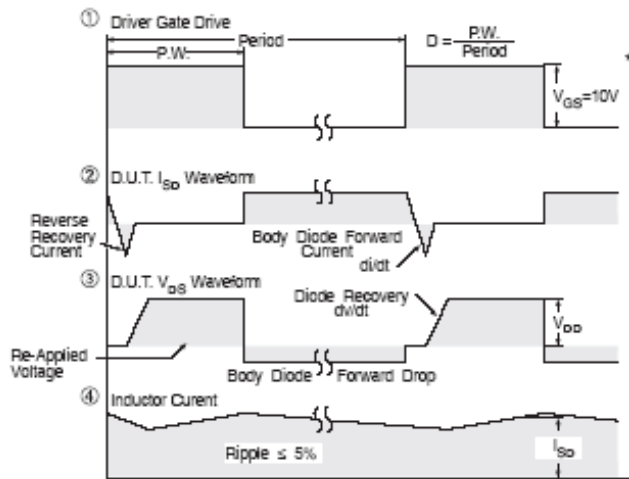 ① Driver Gate Drive
Period
P.W.
D = P.W.
Period
*
V_GS=10V
② D.U.T. I_SD Waveform
Reverse
Recovery
Current
Body Diode Forward
Current
di/dt
③ D.U.T. V_DS Waveform
Diode Recovery
dv/dt
V_DD
Re-Applied
Voltage
Body Diode Forward Drop
④ Inductor Curent
Ripple ≤ 5%
I_SD